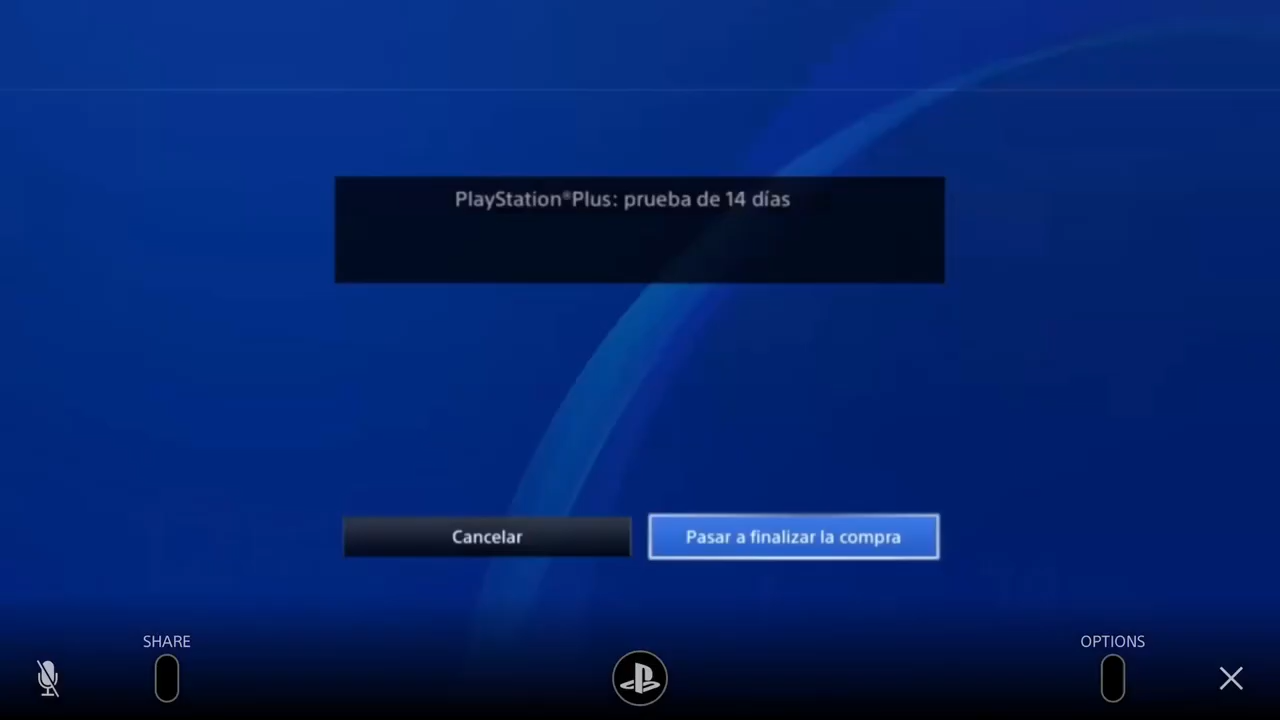 PlayStation®Plus: prueba de 14 días
Cancelar
Pasar a finalizar la compra
SHARE
OPTIONS